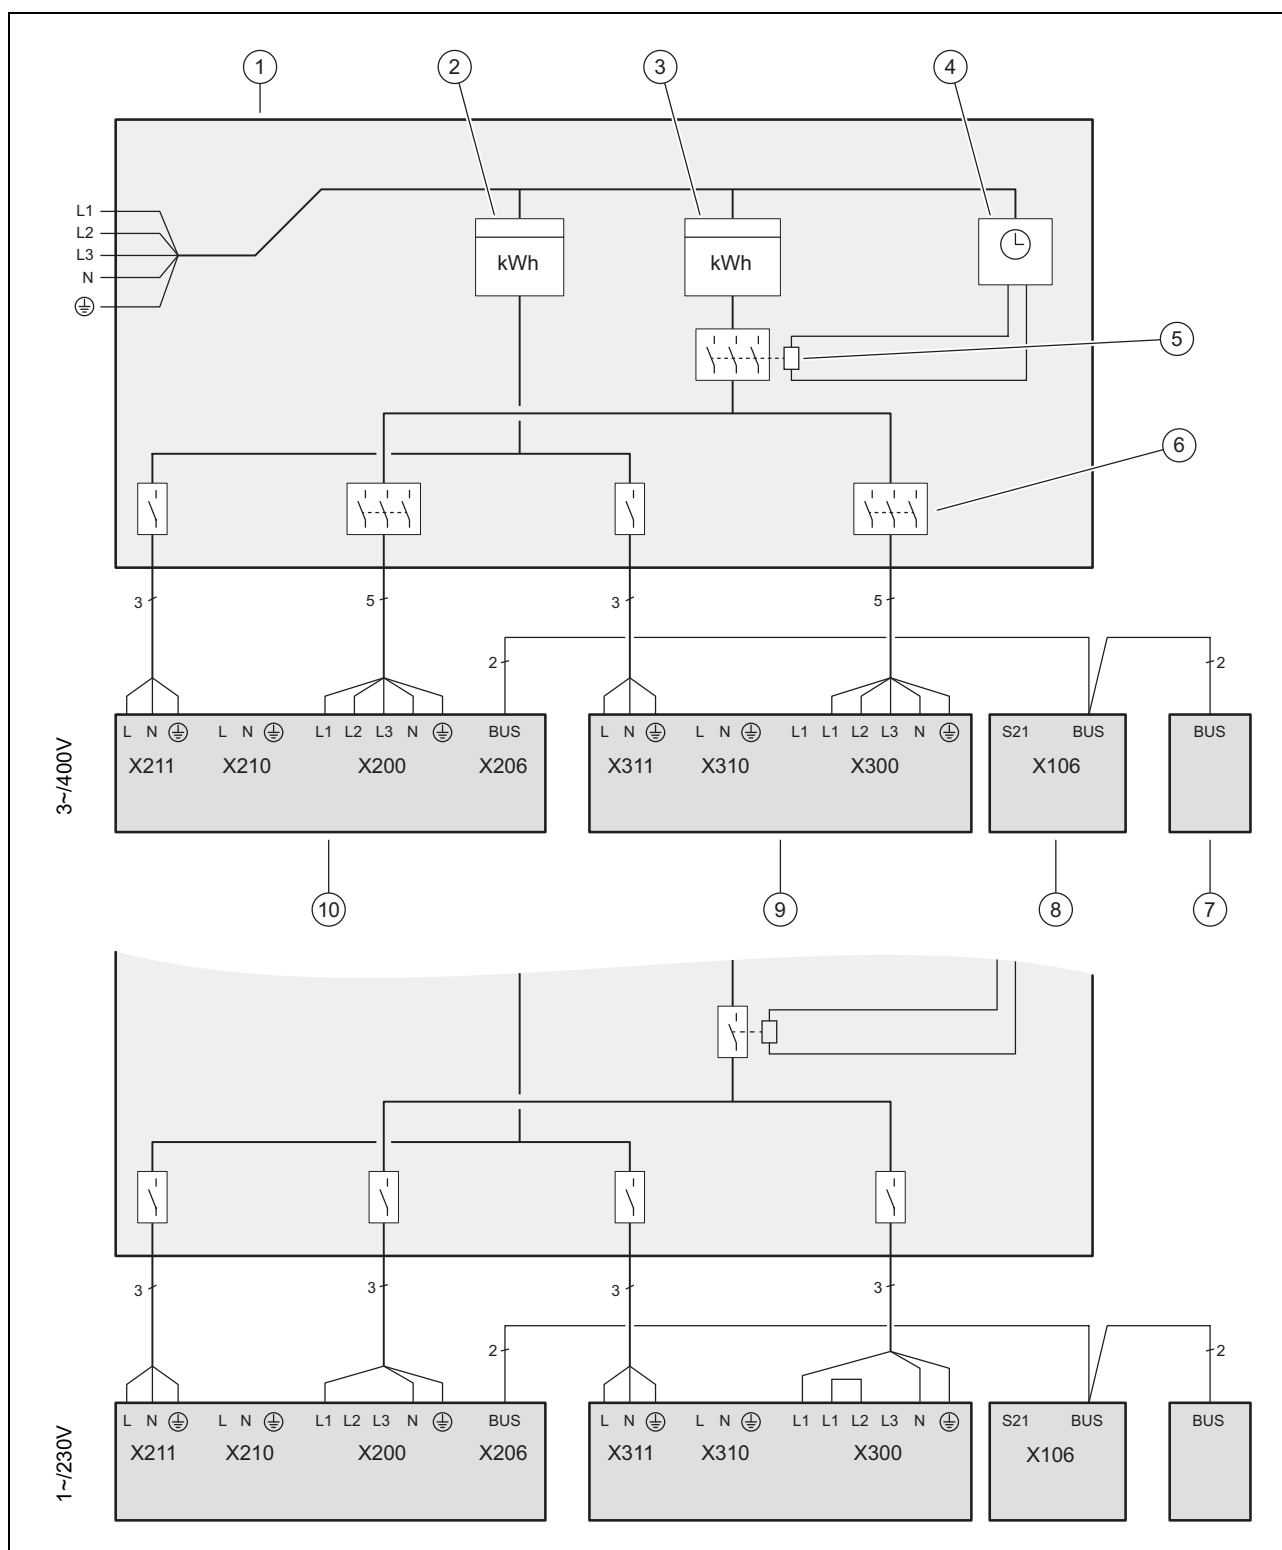 1 2 3 4
L1
L2
L3
N
kWh kWh
5
6
3 5 3 5
2 2
L N L N L1 L2 L3 N BUS L N L N L1 L1 L2 L3 N S21 BUS BUS
X211 X210 X200 X206 X311 X310 X300 X106
3~/400V
10 9 8 7
3 3 3 3
2 2
L N L N L1 L2 L3 N BUS L N L N L1 L1 L2 L3 N S21 BUS BUS
X211 X210 X200 X206 X311 X310 X300 X106
1~/230V